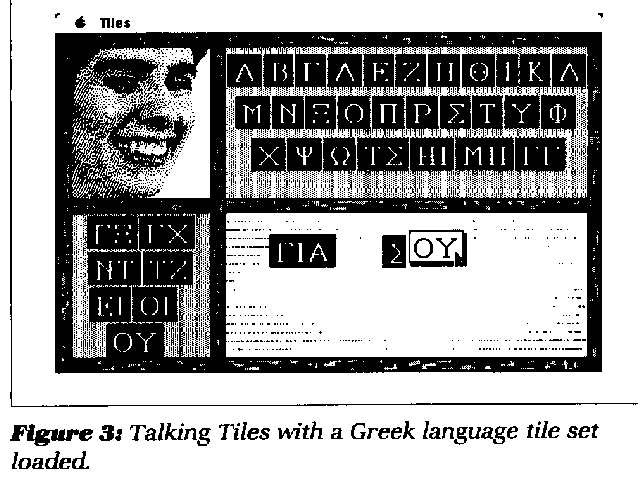 Tiles
Α Β Γ Δ Ε Ζ Η Θ Ι Κ Λ
Μ Ν Ξ Ο Π Ρ Σ Τ Υ Φ
Χ Ψ Ω ΤΣ ΜΠ ΓΓ
ΓΞ ΓΧ
ΝΤ ΤΖ
ΕΙ ΟΙ
ΟΥ
ΓΙΑ Σ ΟΥ
Figure 3: Talking Tiles with a Greek language tile set
loaded.